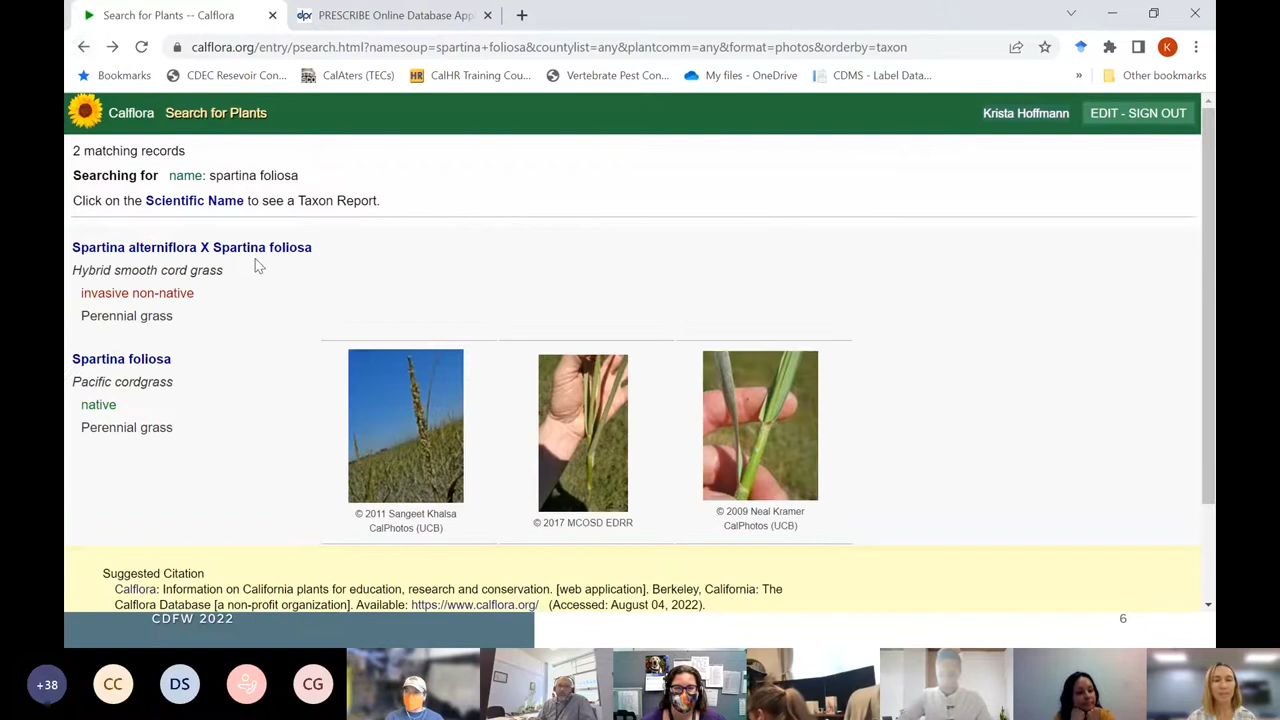 Search for Plants -- Calflora
dpr PRESCRIBE Online Database App
calflora.org/entry/psearch.html?namesoup=spartina+foliosa&countylist=any&plantcomm=any&format=photos&orderby=taxon
K
Bookmarks
CDEC Resevoir Con...
CalAters (TECs)
HR CalHR Training Cou...
Vertebrate Pest Con...
My files - OneDrive
CDMS - Label Data...
»
Other bookmarks
Calflora Search for Plants
Krista Hoffmann
EDIT - SIGN OUT
2 matching records
Searching for name: spartina foliosa
Click on the Scientific Name to see a Taxon Report.
Spartina alterniflora X Spartina foliosa
Hybrid smooth cord grass
invasive non-native
Perennial grass
Spartina foliosa
Pacific cordgrass
native
Perennial grass
© 2011 Sangeet Khalsa
CalPhotos (UCB)
© 2017 MCOSD EDRR
© 2009 Neal Kramer
CalPhotos (UCB)
Suggested Citation
Calflora: Information on California plants for education, research and conservation. [web application]. Berkeley, California: The
Calflora Database [a non-profit organization]. Available: https://www.calflora.org/ (Accessed: August 04, 2022).
CDFW 2022
6
+38
CC
DS
CG